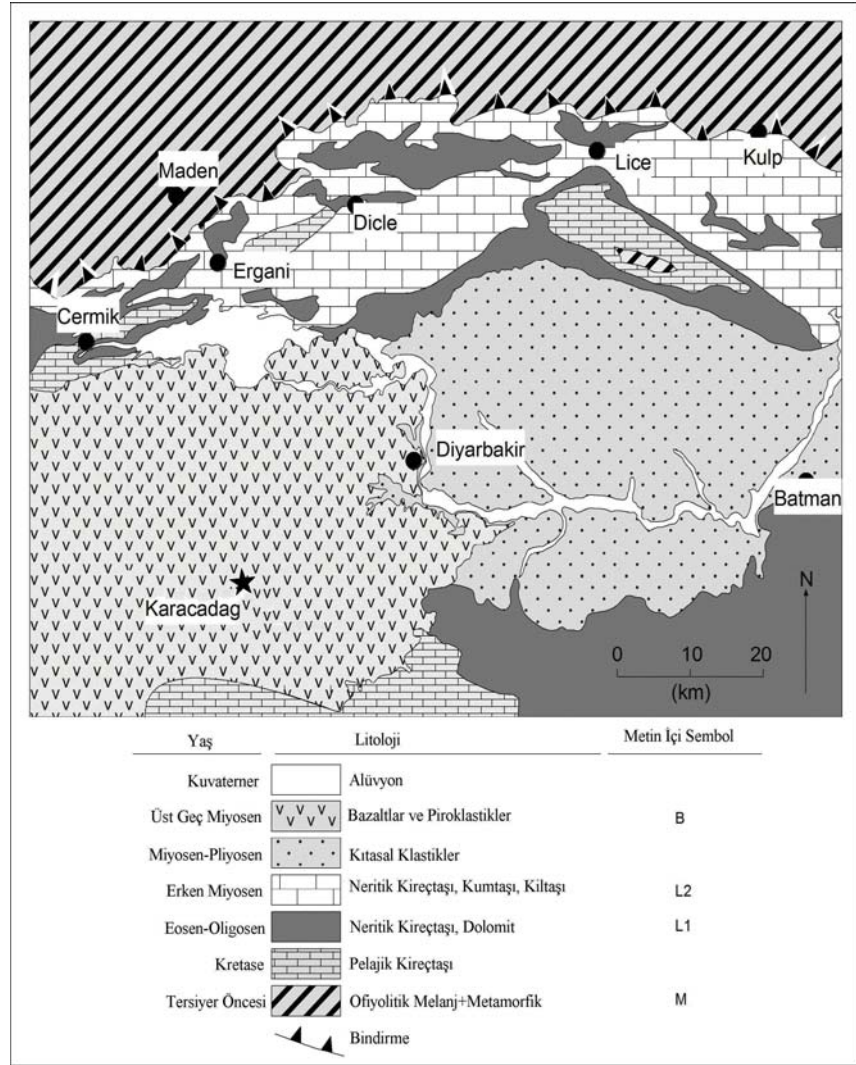 Maden
Lice
Kulp
Dicle
Ergani
Cermik
Diyarbakir
Batman
Karacadag
N
0 10 20
(km)
Yaş Litoloji Metin İçi Sembol
Kuvaterner Alüvyon
Üst Geç Miyosen V V V V V V V Bazaltlar ve Piroklastikler B
Miyosen-Pliyosen Kıtasal Klastikler
Erken Miyosen Neritik Kireçtaşı, Kumtaşı, Kiltaşı L2
Eosen-Oligosen Neritik Kireçtaşı, Dolomit L1
Kretase Pelajik Kireçtaşı
Tersiyer Öncesi Ofiyolitik Melanj+Metamorfik M
Bindirme